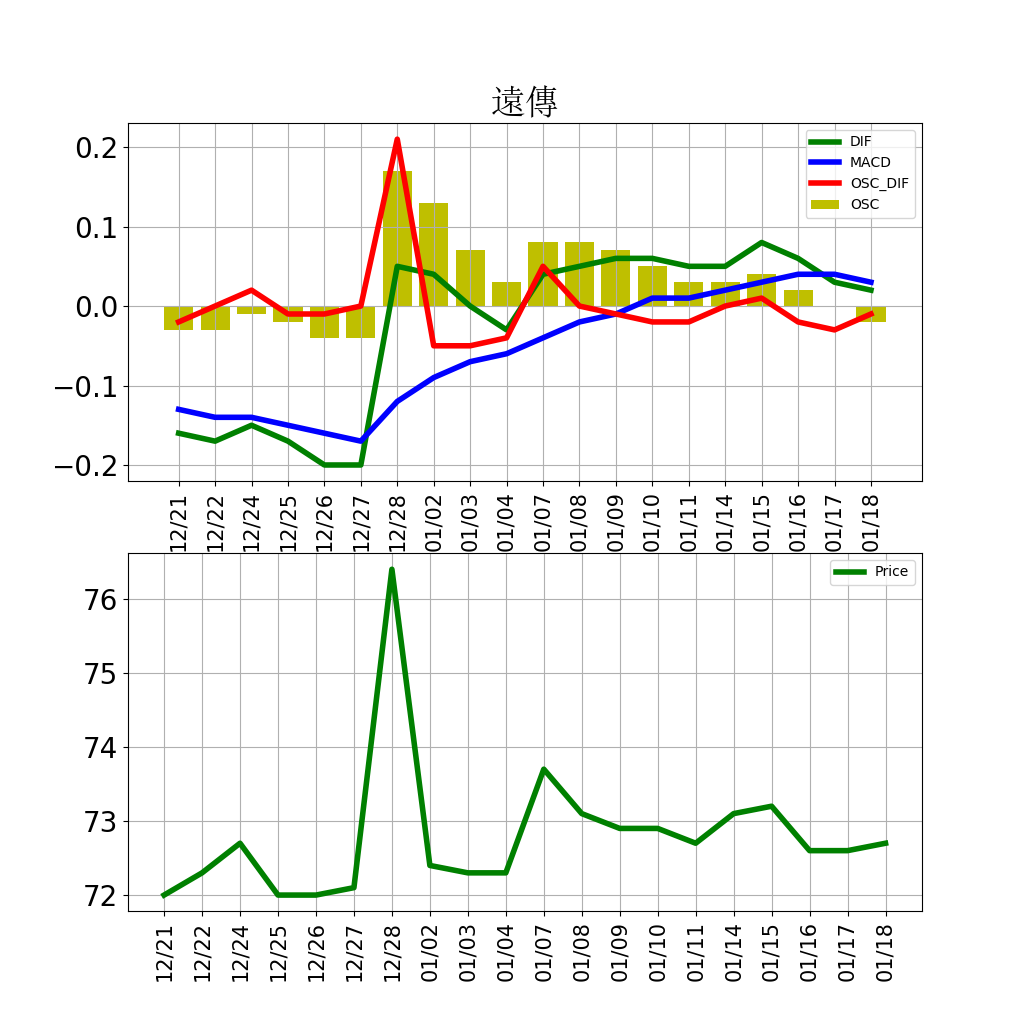 遠傳
DIF
MACD
OSC_DIF
OSC
0.2
0.1
0.0
−0.1
−0.2
12/21 12/22 12/24 12/25 12/26 12/27 12/28 01/02 01/03 01/04 01/07 01/08 01/09 01/10 01/11 01/14 01/15 01/16 01/17 01/18
Price
76
75
74
73
72
12/21 12/22 12/24 12/25 12/26 12/27 12/28 01/02 01/03 01/04 01/07 01/08 01/09 01/10 01/11 01/14 01/15 01/16 01/17 01/18